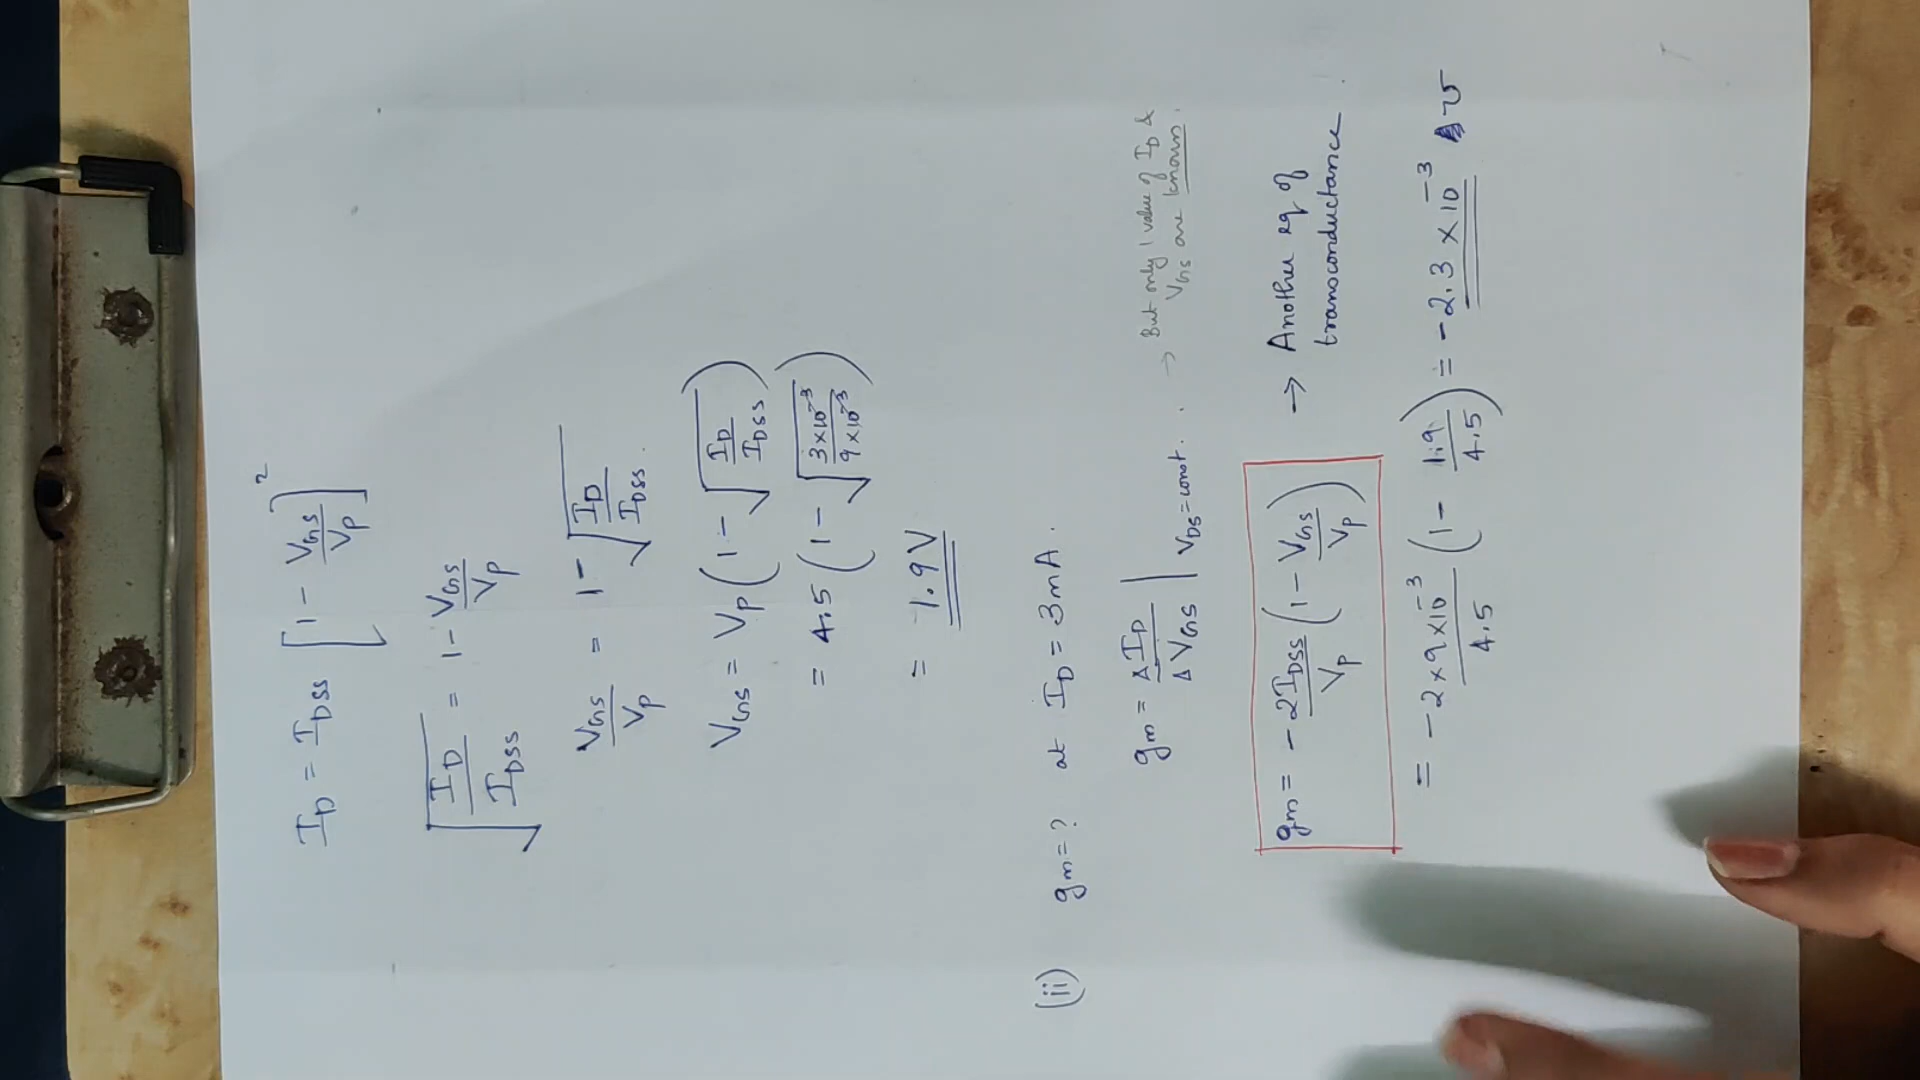 I_D = I_DSS [1 - V_GS/V_P]²
√(I_D/I_DSS) = 1 - V_GS/V_P
V_GS/V_P = 1 - √(I_D/I_DSS).
V_GS = V_P (1 - √(I_D/I_DSS))
= 4.5 (1 - √(3×10⁻³/9×10⁻³))
= 1.9V
(ii) gm = ? at I_D = 3mA.
gm = ΔI_D/ΔV_GS | V_DS = const. → But only 1 value of I_D &
V_GS are known.
gm = -2I_DSS/V_P (1 - V_GS/V_P) → Another eq of
transconductance.
= -2×9×10⁻³/4.5 (1 - 1.9/4.5) = -2.3 × 10⁻³ ℧